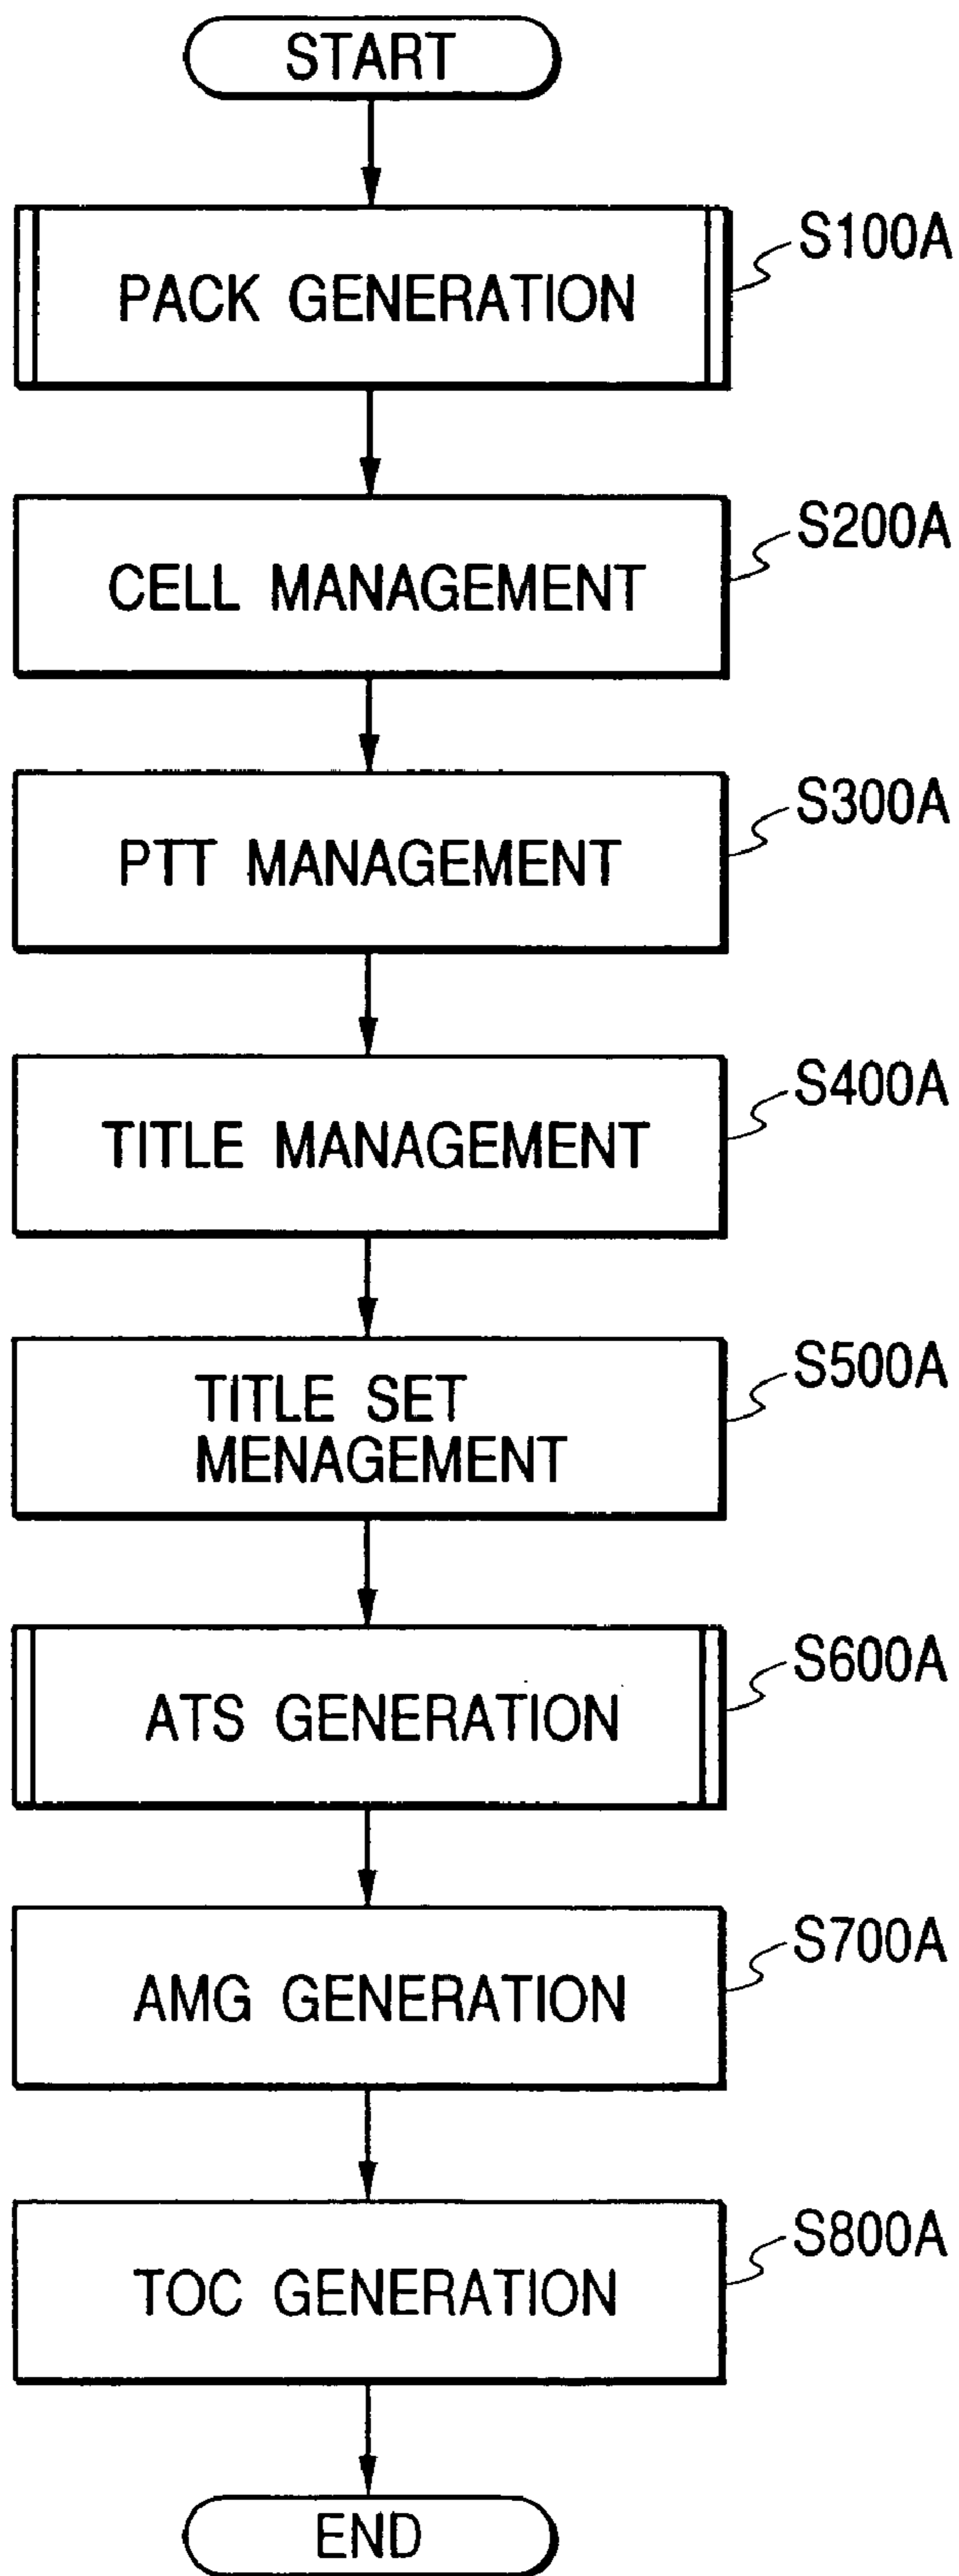 START
PACK GENERATION
S100A
CELL MANAGEMENT
S200A
PTT MANAGEMENT
S300A
TITLE MANAGEMENT
S400A
TITLE SET
MENAGEMENT
S500A
ATS GENERATION
S600A
AMG GENERATION
S700A
TOC GENERATION
S800A
END